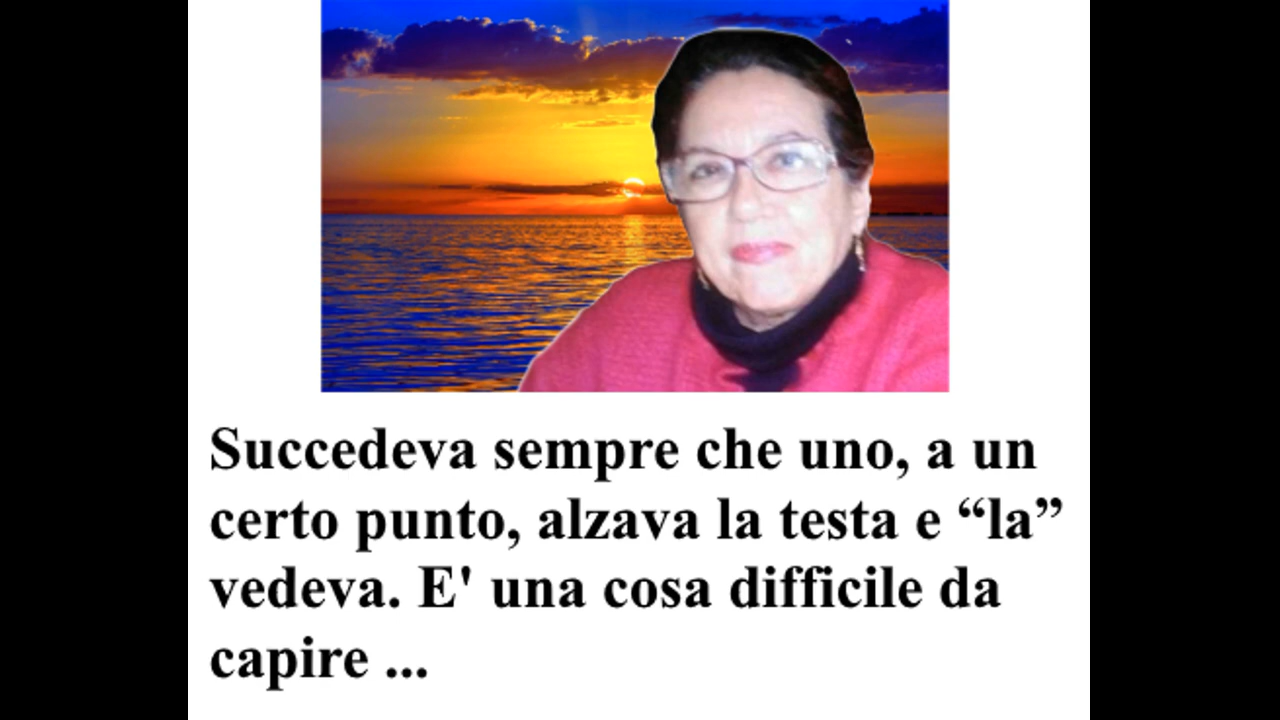 Succedeva sempre che uno, a un
certo punto, alzava la testa e “la”
vedeva. E' una cosa difficile da
capire ...